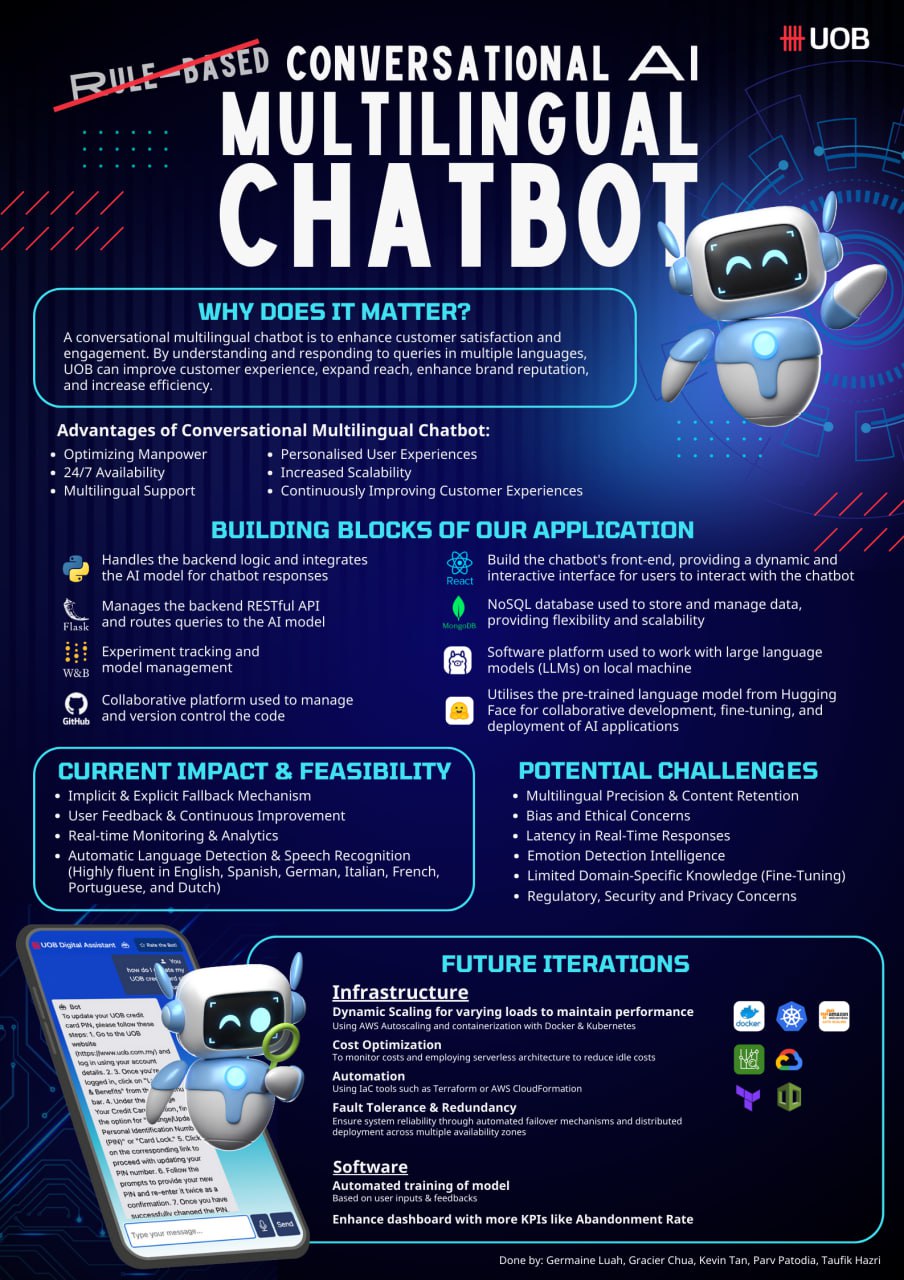 UOB
RULE-BASED CONVERSATIONAL AI
MULTILINGUAL
CHATBOT
WHY DOES IT MATTER?
A conversational multilingual chatbot is to enhance customer satisfaction and
engagement. By understanding and responding to queries in multiple languages,
UOB can improve customer experience, expand reach, enhance brand reputation,
and increase efficiency.
Advantages of Conversational Multilingual Chatbot:
• Optimizing Manpower
• 24/7 Availability
• Multilingual Support
• Personalised User Experiences
• Increased Scalability
• Continuously Improving Customer Experiences
BUILDING BLOCKS OF OUR APPLICATION
Handles the backend logic and integrates
the AI model for chatbot responses
Flask
Manages the backend RESTful API
and routes queries to the AI model
W&B
Experiment tracking and
model management
GitHub
Collaborative platform used to manage
and version control the code
React
Build the chatbot's front-end, providing a dynamic and
interactive interface for users to interact with the chatbot
MongoDB
NoSQL database used to store and manage data,
providing flexibility and scalability
Software platform used to work with large language
models (LLMs) on local machine
Utilises the pre-trained language model from Hugging
Face for collaborative development, fine-tuning, and
deployment of AI applications
CURRENT IMPACT & FEASIBILITY
• Implicit & Explicit Fallback Mechanism
• User Feedback & Continuous Improvement
• Real-time Monitoring & Analytics
• Automatic Language Detection & Speech Recognition
(Highly fluent in English, Spanish, German, Italian, French,
Portuguese, and Dutch)
POTENTIAL CHALLENGES
• Multilingual Precision & Content Retention
• Bias and Ethical Concerns
• Latency in Real-Time Responses
• Emotion Detection Intelligence
• Limited Domain-Specific Knowledge (Fine-Tuning)
• Regulatory, Security and Privacy Concerns
UOB Digital Assistant
Rate the Bot!
You
how do I
UOB
Bot
To update your UOB credit
card PIN, please follow these
steps: 1. Go to the UOB
website
(https://www.uob.com.my) and
log in using your account
details. 2. 2. Once you're
logged in, click on
& Benefits" from
bar. 4. Under the
Your Credit
the option for
Personal Identification
(PIN)" or "Card Lock." 5. Click
on the corresponding link to
proceed with updating your
PIN number. 6. Follow the
prompts to provide your new
PIN and re-enter it twice as a
confirmation. 7. Once you have
successfully changed the PIN,
Type your message...
Send
FUTURE ITERATIONS
Infrastructure
Dynamic Scaling for varying loads to maintain performance
Using AWS Autoscaling and containerization with Docker & Kubernetes
Cost Optimization
To monitor costs and employing serverless architecture to reduce idle costs
Automation
Using IaC tools such as Terraform or AWS CloudFormation
Fault Tolerance & Redundancy
Ensure system reliability through automated failover mechanisms and distributed
deployment across multiple availability zones
docker
amazon
Software
Automated training of model
Based on user inputs & feedbacks
Enhance dashboard with more KPIs like Abandonment Rate
Done by: Germaine Luah, Gracier Chua, Kevin Tan, Parv Patodia, Taufik Hazri